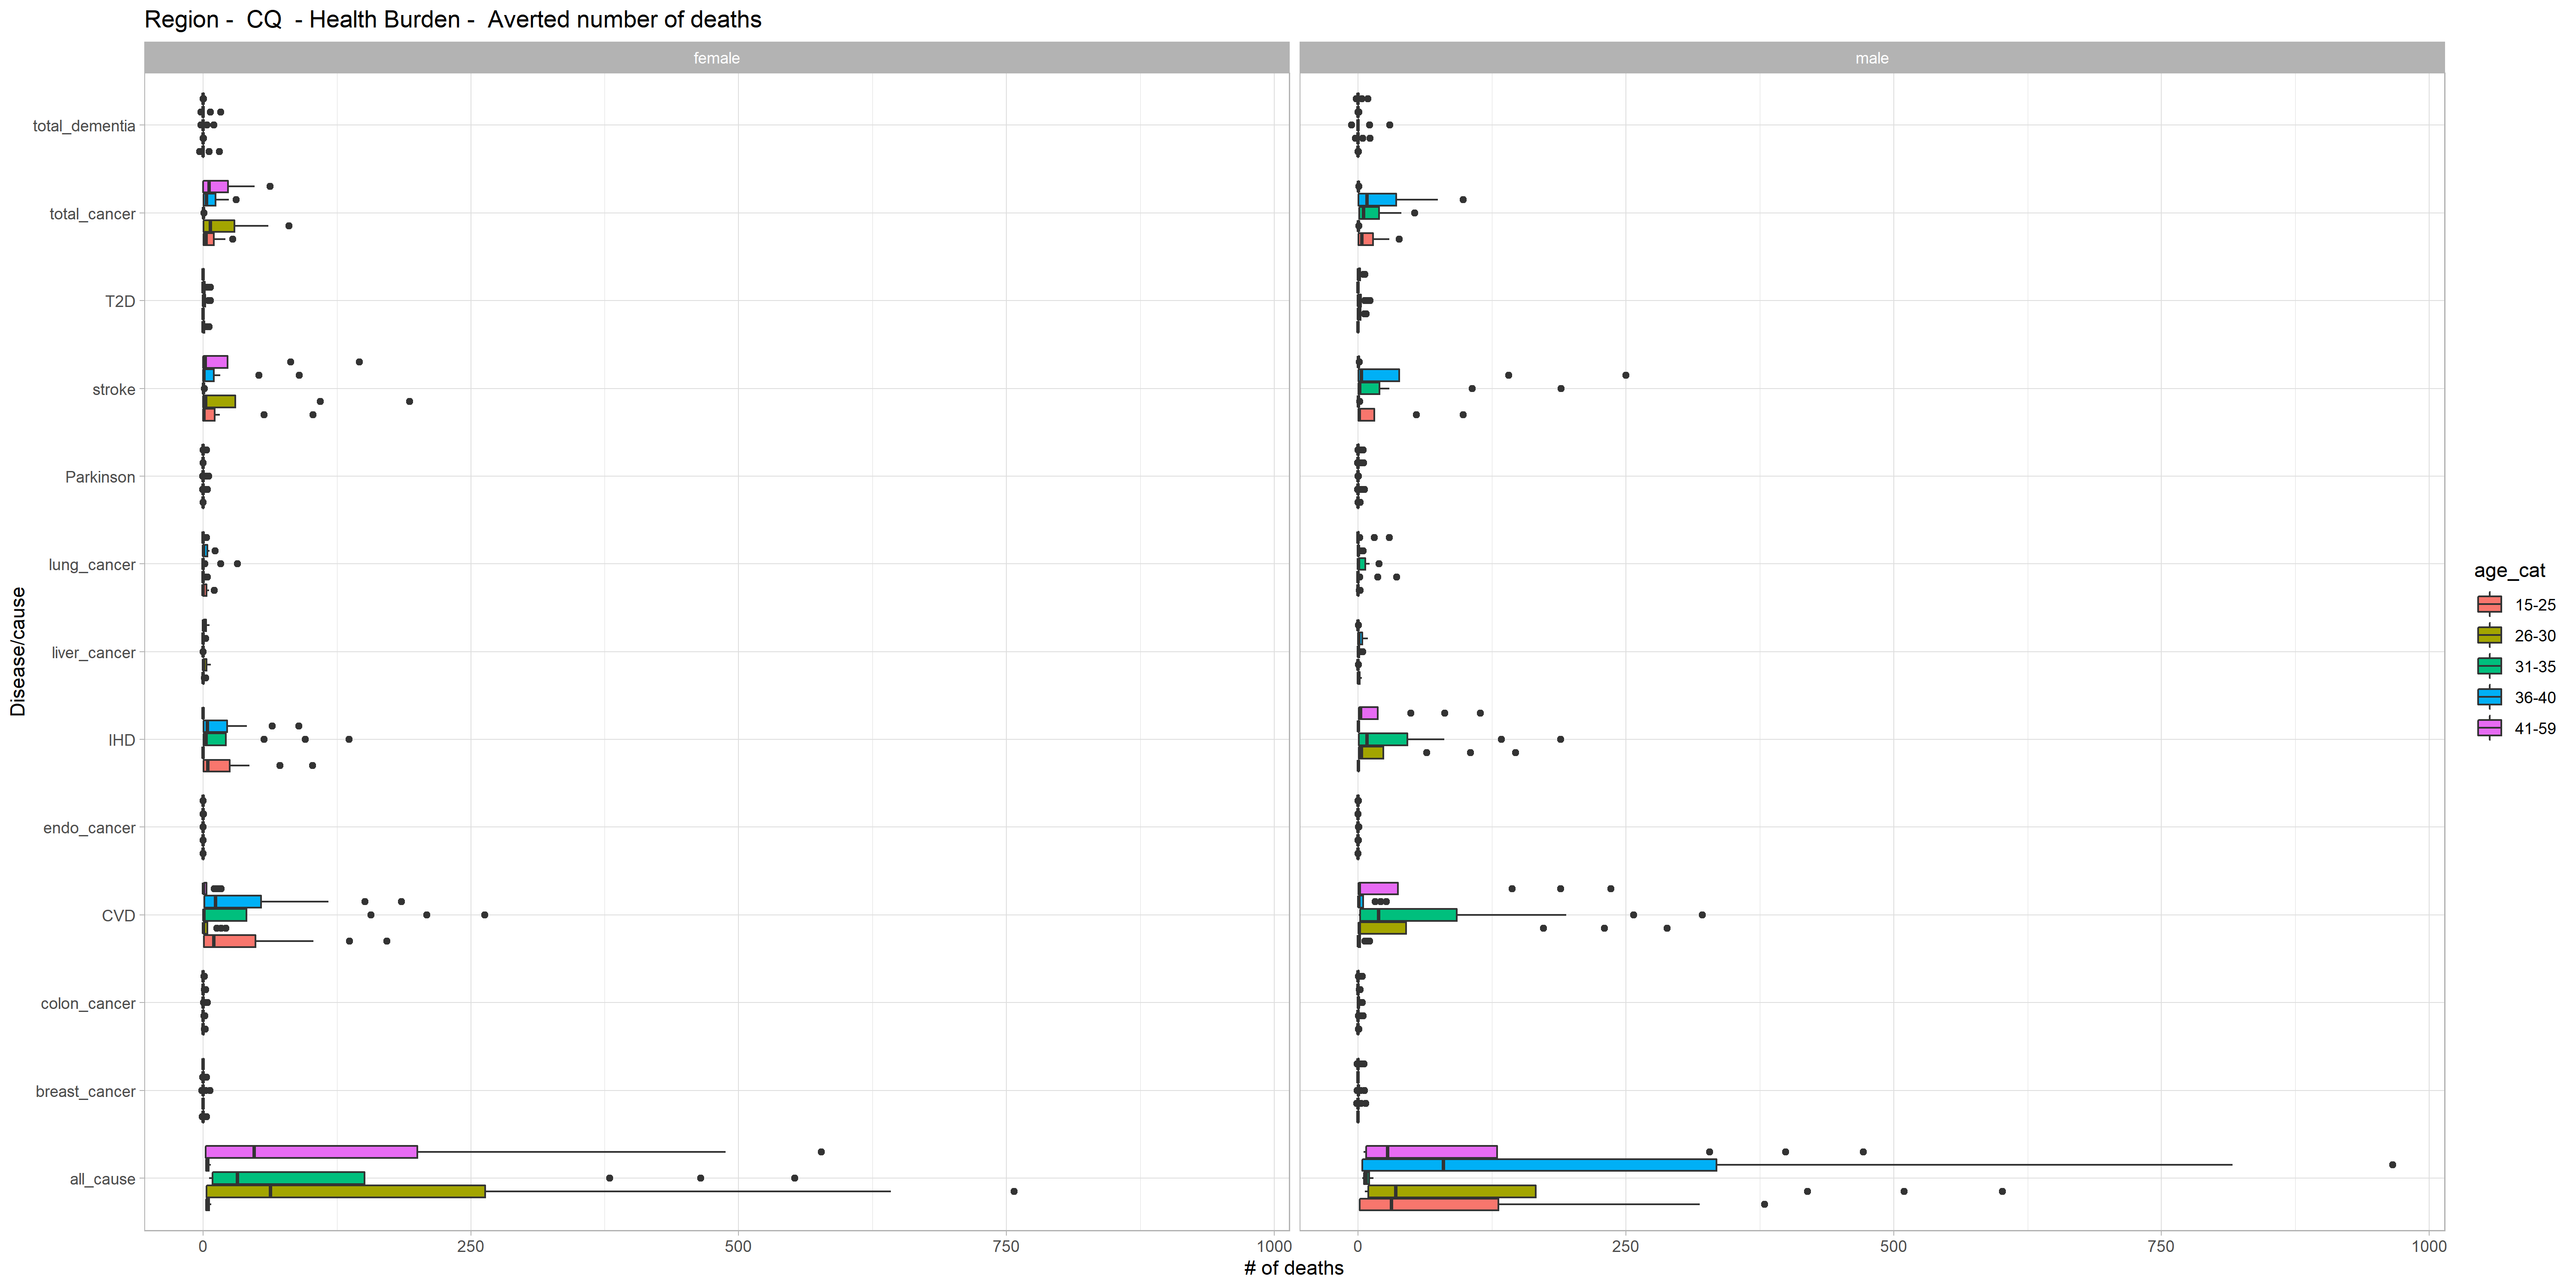 Region -  CQ  - Health Burden -  Averted number of deaths
female
male
total_dementia
total_cancer
T2D
stroke
Parkinson
lung_cancer
liver_cancer
IHD
endo_cancer
CVD
colon_cancer
breast_cancer
all_cause
Disease/cause
0
250
500
750
1000
0
250
500
750
1000
# of deaths
age_cat
15-25
26-30
31-35
36-40
41-59